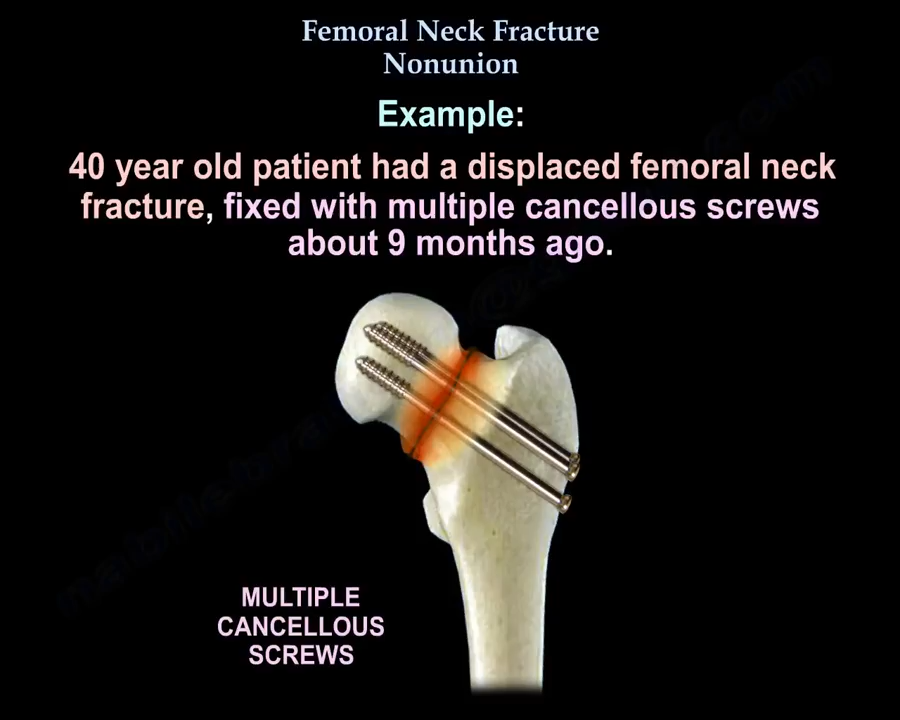 Femoral Neck Fracture
Nonunion
Example:
40 year old patient had a displaced femoral neck
fracture, fixed with multiple cancellous screws
about 9 months ago.
MULTIPLE
CANCELLOUS
SCREWS